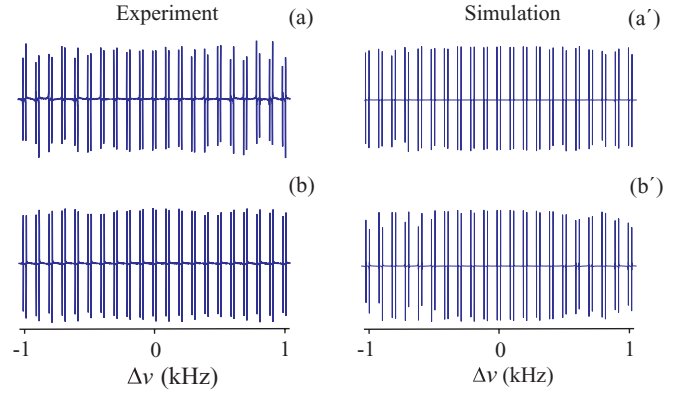 Experiment
Simulation
(a)
(a´)
(b)
(b´)
-1 0 1
-1 0 1
Δν (kHz)
Δν (kHz)